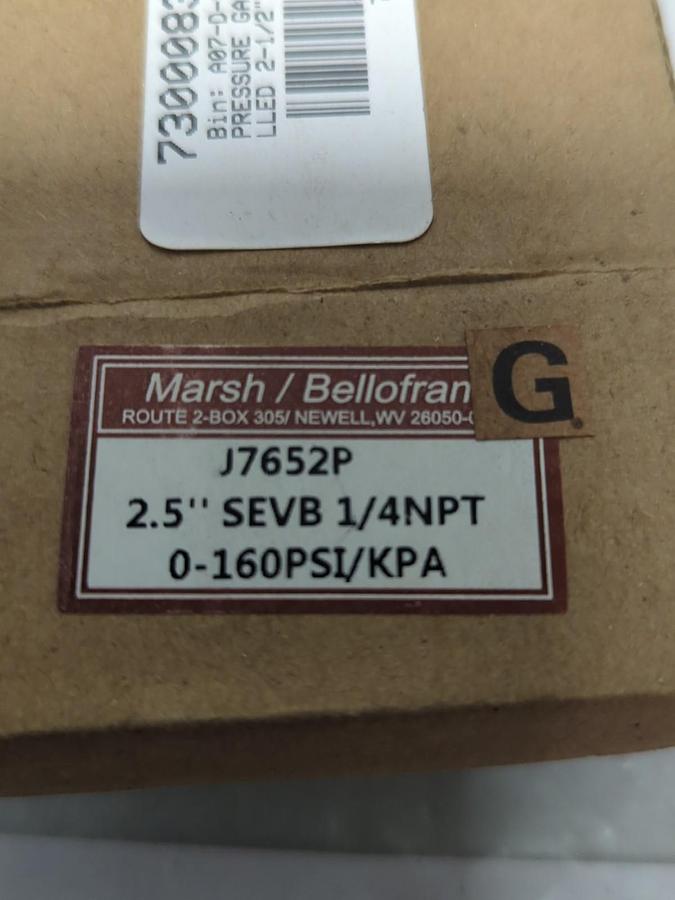 730008
Bin: A07-D-
PRESSURE GA
LLED 2-1/2"
Marsh / Bellofran
ROUTE 2-BOX 305/ NEWELL,WV 26050-
G
J7652P
2.5'' SEVB 1/4NPT
0-160PSI/KPA